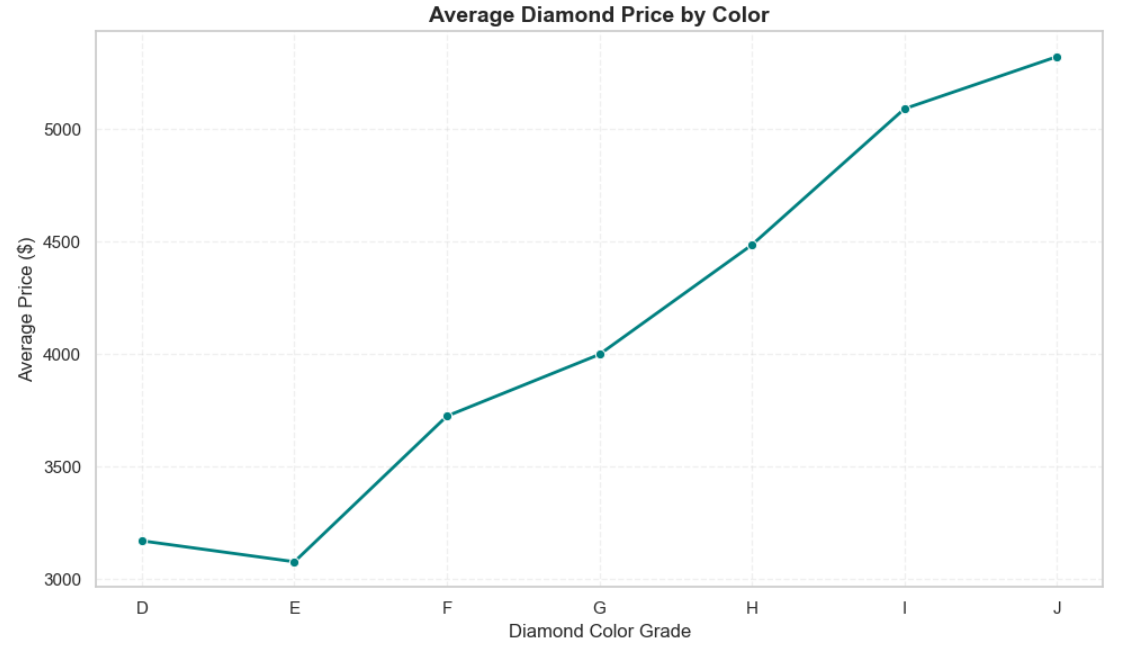 Average Diamond Price by Color
Average Price ($)
5000
4500
4000
3500
3000
D E F G H I J
Diamond Color Grade